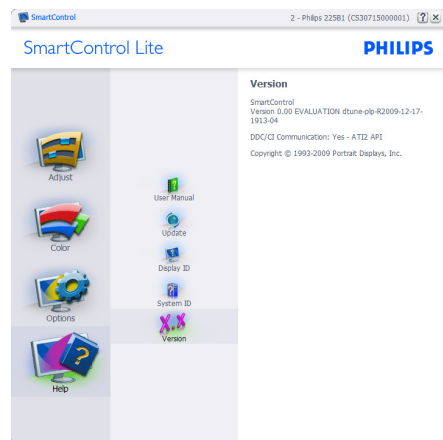 SmartControl
2 - Philips 225B1 (CS30715000001)
SmartControl Lite
PHILIPS
Adjust
Color
Options
Help
User Manual
Update
Display ID
System ID
X.X
Version
Version
SmartControl
Version 0.00 EVALUATION dtune-plp-R2009-12-17-
1913-04
DDC/CI Communication: Yes - ATI2 API
Copyright © 1993-2009 Portrait Displays, Inc.